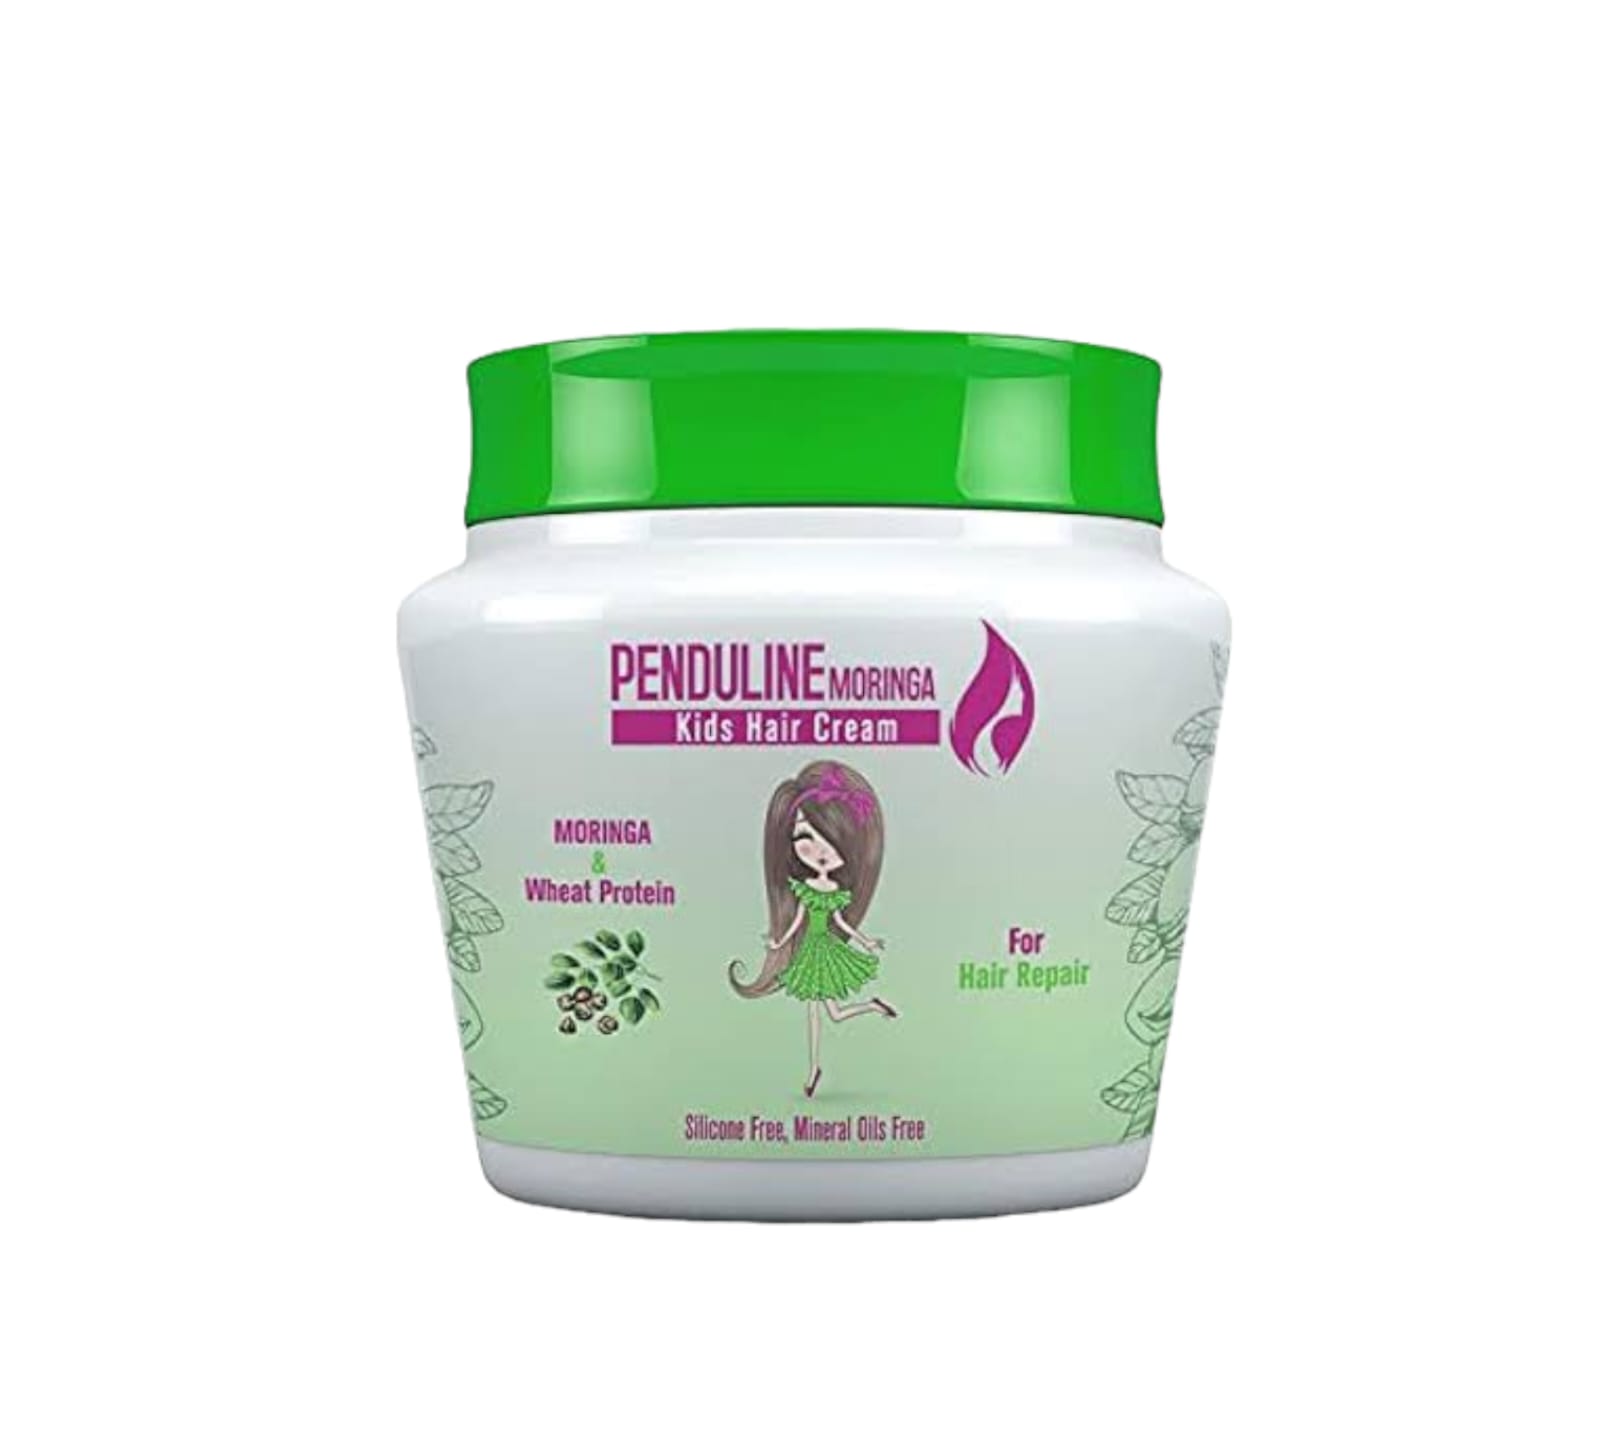 PENDULINE MORINGA
Kids Hair Cream
MORINGA
&
Wheat Protein
For
Hair Repair
Silicone Free, Mineral Oils Free